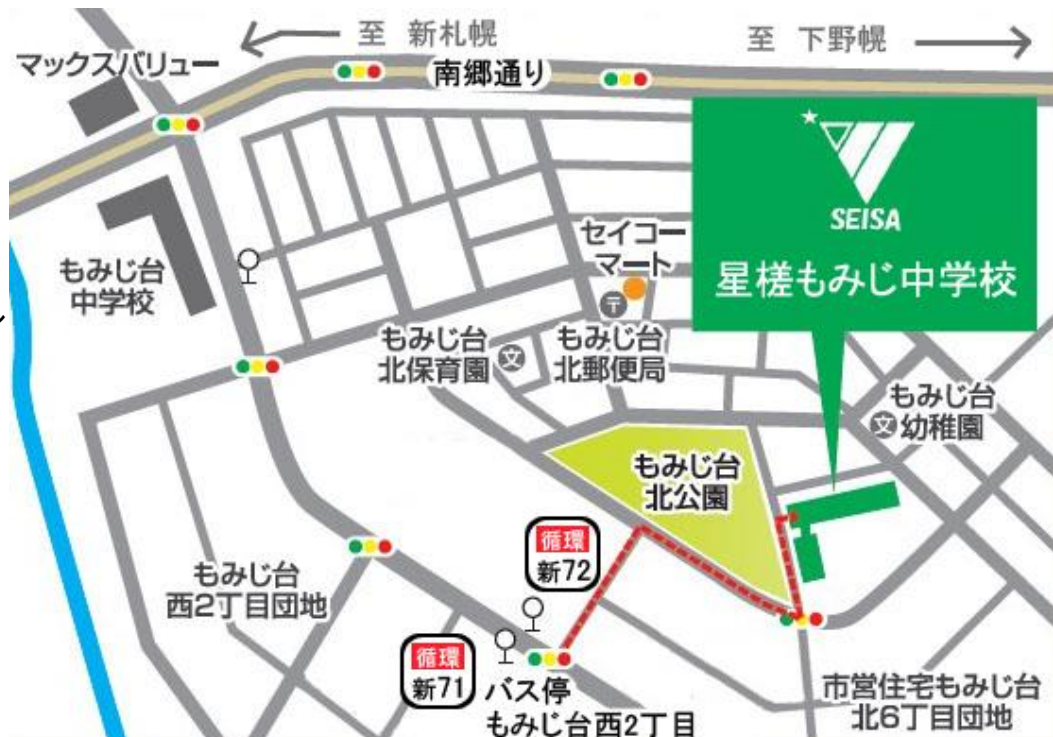 至 新札幌
至 下野幌
マックスバリュー
南郷通り
SEISA
星槎もみじ中学校
セイコー
マート
もみじ台
中学校
〒
もみじ台
北保育園
文
もみじ台
北郵便局
もみじ台
幼稚園
文
もみじ台
北公園
循環
新72
もみじ台
西2丁目団地
循環
新71
バス停
もみじ台西2丁目
市営住宅もみじ台
北6丁目団地